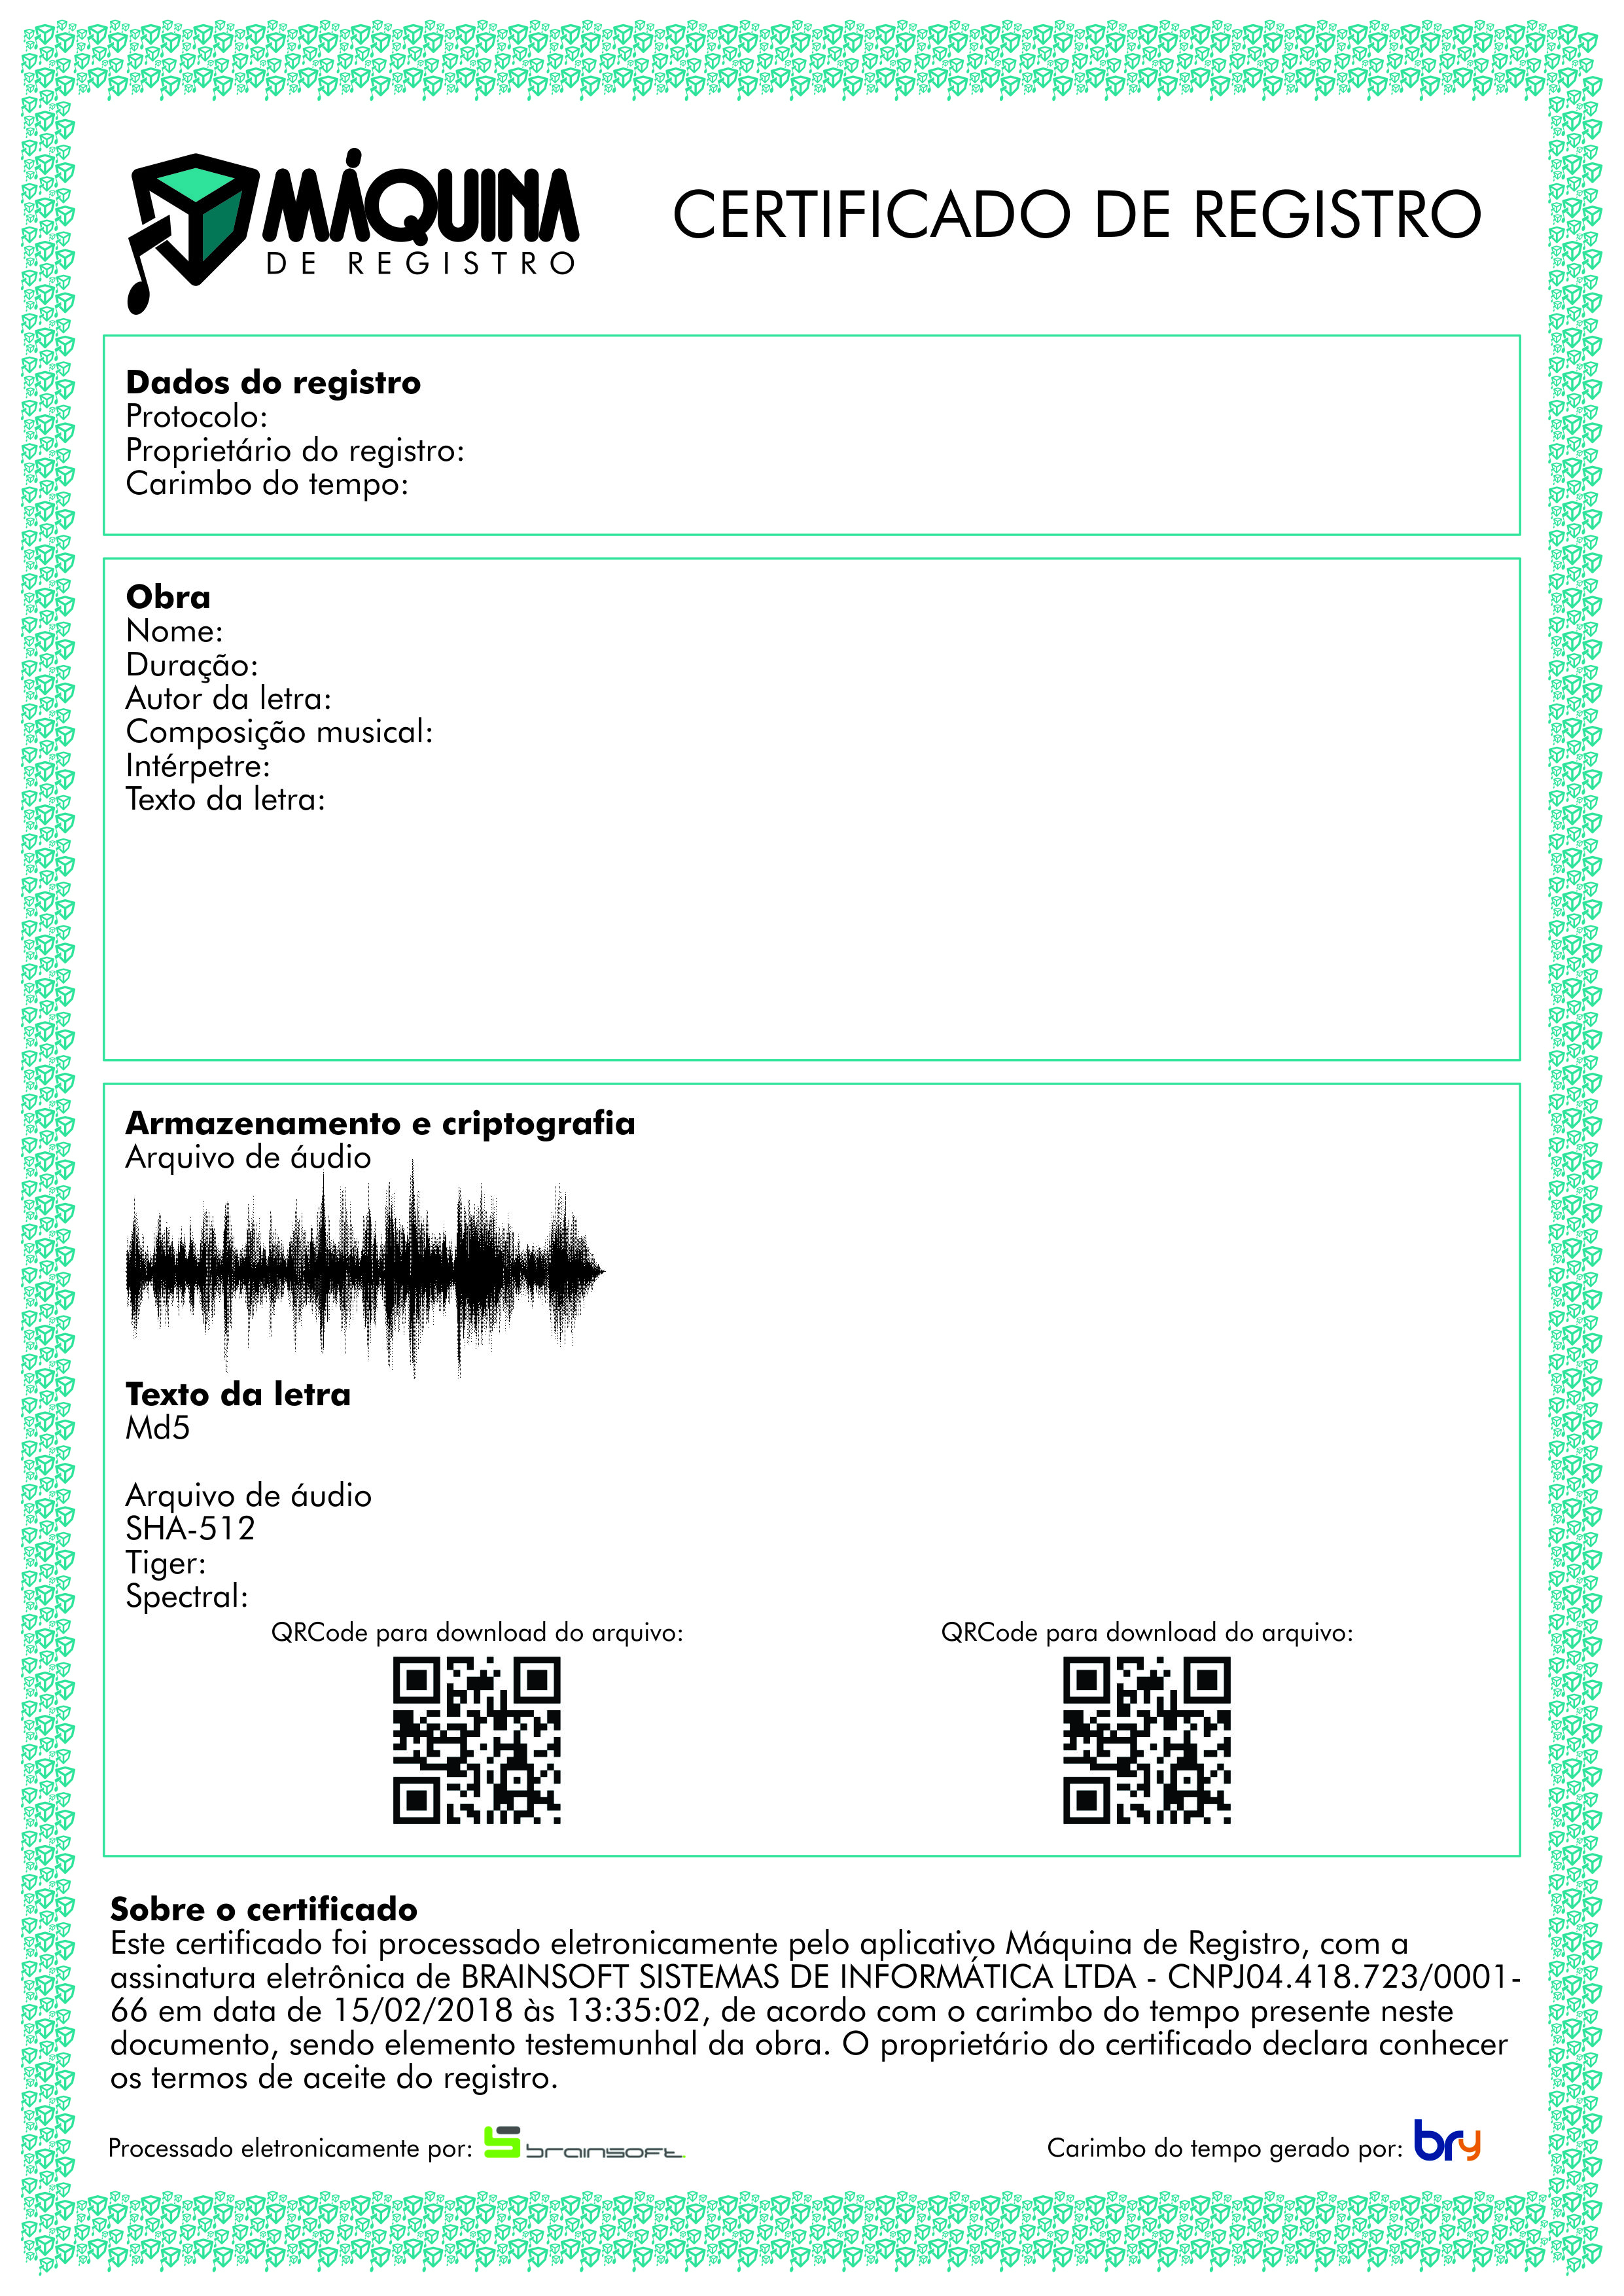 MÁQUINA
DE REGISTRO
CERTIFICADO DE REGISTRO
Dados do registro
Protocolo:
Proprietário do registro:
Carimbo do tempo:
Obra
Nome:
Duração:
Autor da letra:
Composição musical:
Intérpetre:
Texto da letra:
Armazenamento e criptografia
Arquivo de áudio
Texto da letra
Md5
Arquivo de áudio
SHA-512
Tiger:
Spectral:
QRCode para download do arquivo:
QRCode para download do arquivo:
Sobre o certificado
Este certificado foi processado eletronicamente pelo aplicativo Máquina de Registro, com a
assinatura eletrônica de BRAINSOFT SISTEMAS DE INFORMÁTICA LTDA - CNPJ04.418.723/0001-
66 em data de 15/02/2018 às 13:35:02, de acordo com o carimbo do tempo presente neste
documento, sendo elemento testemunhal da obra. O proprietário do certificado declara conhecer
os termos de aceite do registro.
Processado eletronicamente por: brainsoft.
Carimbo do tempo gerado por: bry